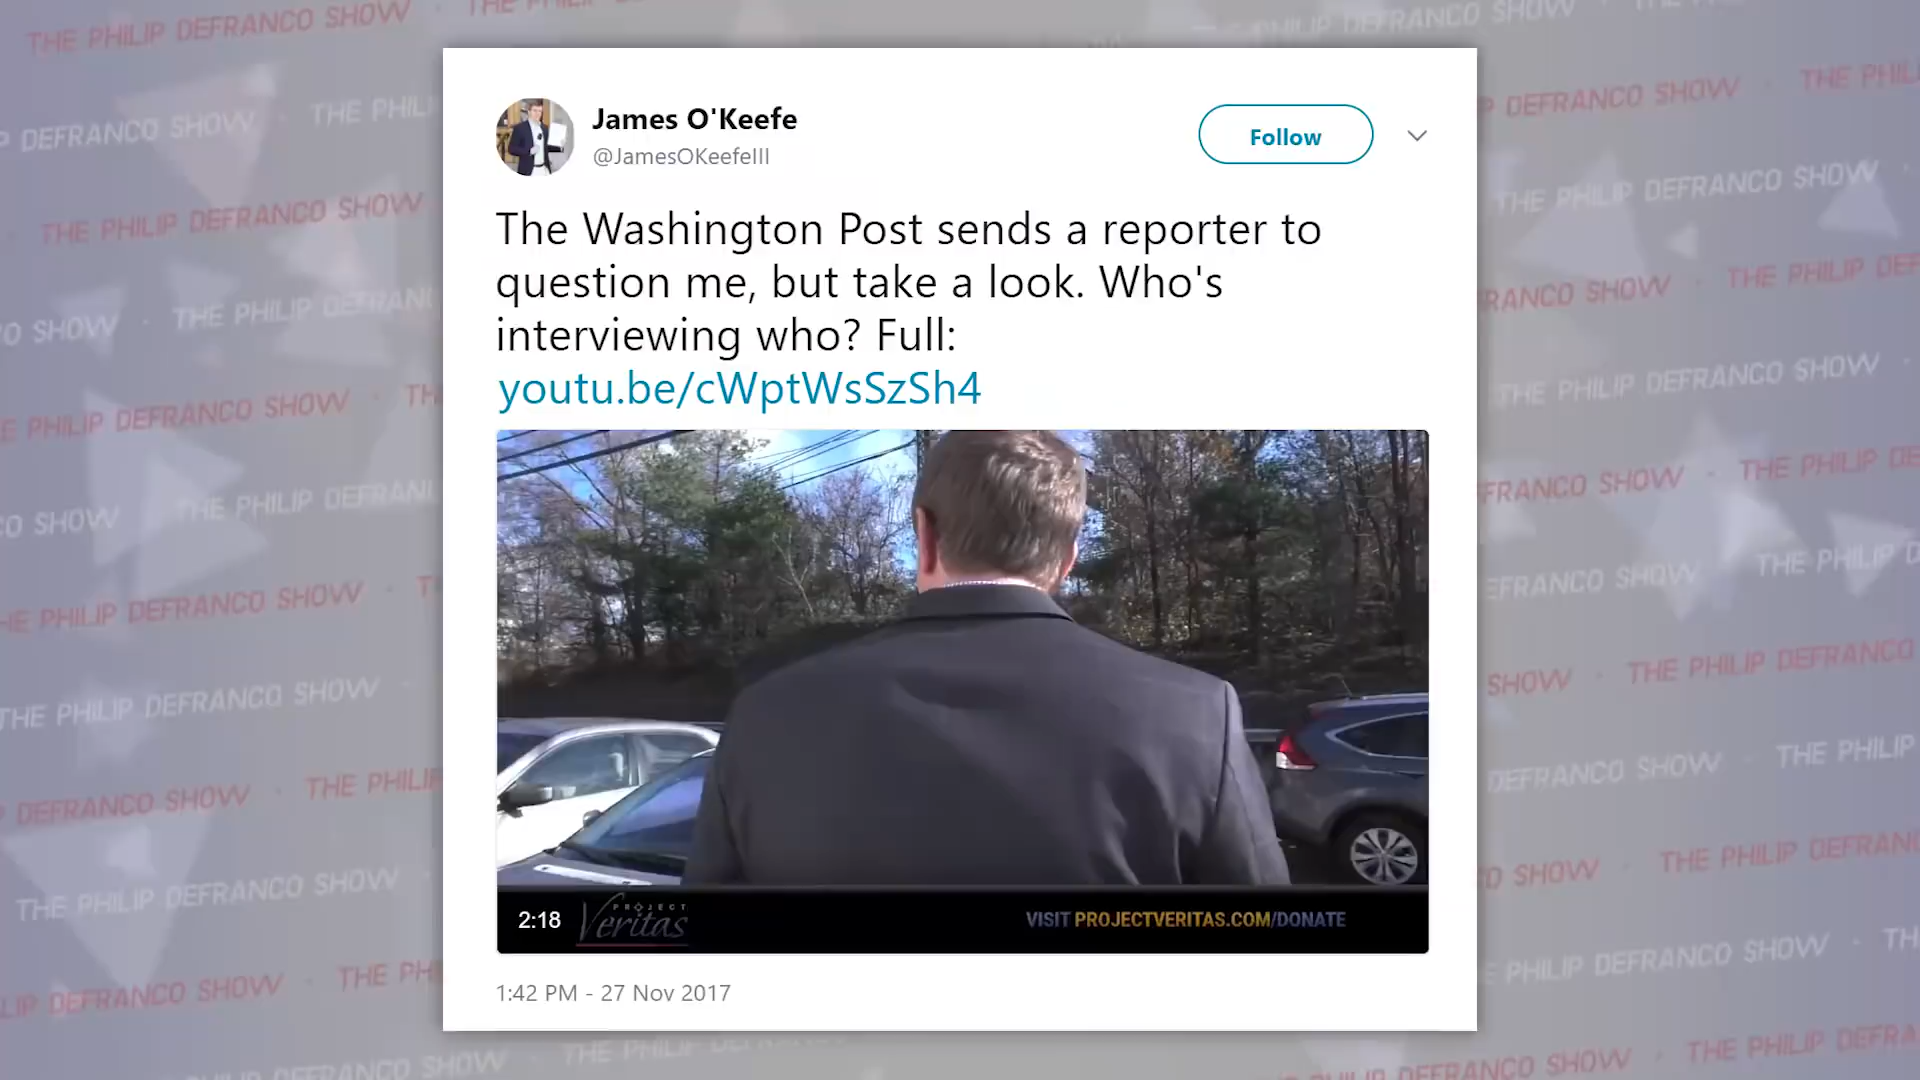 James O'Keefe
@JamesOKeefeIII
Follow
The Washington Post sends a reporter to
question me, but take a look. Who's
interviewing who? Full:
youtu.be/cWptWsSzSh4
2:18
PROJECT
Veritas
VISIT PROJECTVERITAS.COM/DONATE
1:42 PM - 27 Nov 2017
THE PHILIP DEFRANCO SHOW